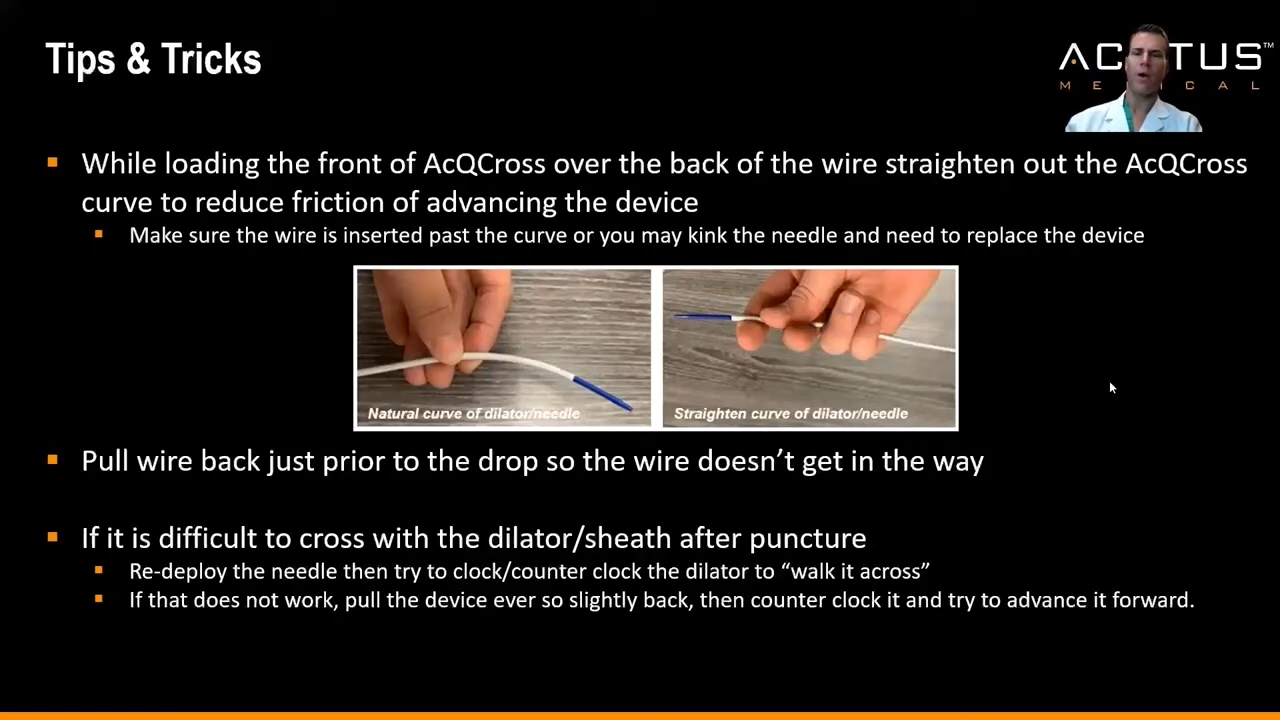 Tips & Tricks
▪ While loading the front of AcQCross over the back of the wire straighten out the AcQCross
curve to reduce friction of advancing the device
▪ Make sure the wire is inserted past the curve or you may kink the needle and need to replace the device
Natural curve of dilator/needle
Straighten curve of dilator/needle
▪ Pull wire back just prior to the drop so the wire doesn’t get in the way
▪ If it is difficult to cross with the dilator/sheath after puncture
▪ Re-deploy the needle then try to clock/counter clock the dilator to “walk it across”
▪ If that does not work, pull the device ever so slightly back, then counter clock it and try to advance it forward.